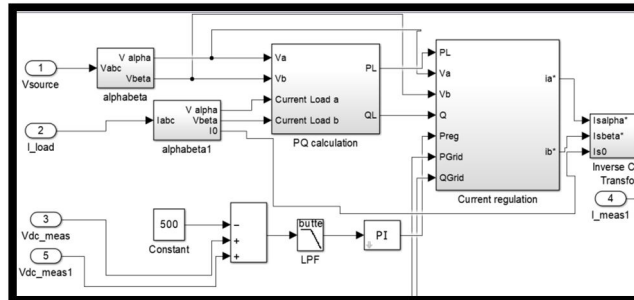 1
Vsource
Vabc
V alpha
Vbeta
alphabeta
2
I_load
Iabc
V alpha
Vbeta
I0
alphabeta1
Va
Vb
Current Load a
Current Load b
PL
QL
PQ calculation
PL
Va
Vb
Q
Preg
PGrid
QGrid
ia*
ib*
Current regulation
Isalpha*
Isbeta*
Is0
Inverse C
Transfo
4
I_meas1
3
Vdc_meas
5
Vdc_meas1
500
Constant
−
+
+
butte
LPF
PI